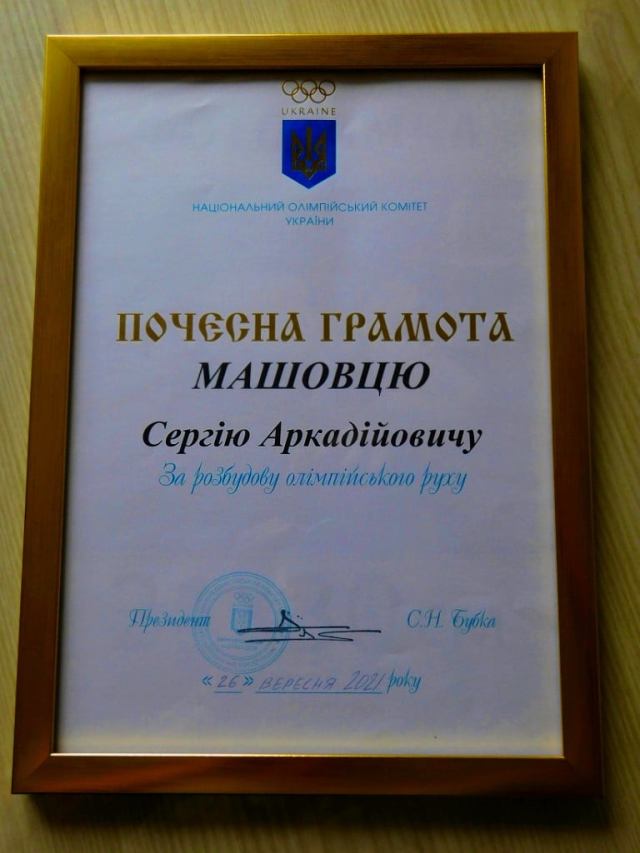 UKRAINE
НАЦІОНАЛЬНИЙ ОЛІМПІЙСЬКИЙ КОМІТЕТ
УКРАЇНИ
ПОЧЕСНА ГРАМОТА
МАШОВЦЮ
Сергію Аркадійовичу
За розбудову олімпійського руху
Президент С.Н. Бубка
«26» ВЕРЕСНЯ 2021 року